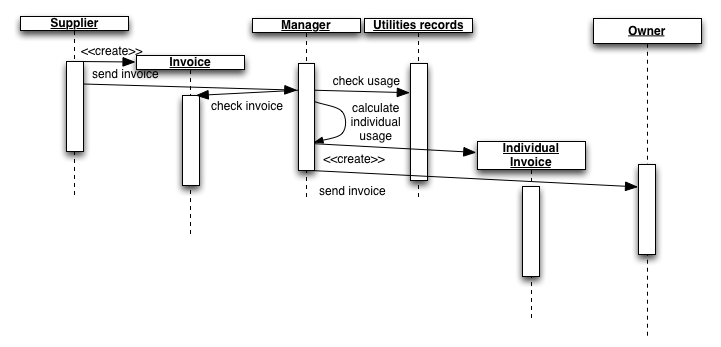 Supplier
Manager
Utilities records
Owner
<<create>>
Invoice
send invoice
check usage
check invoice
calculate
individual
usage
Individual
Invoice
<<create>>
send invoice